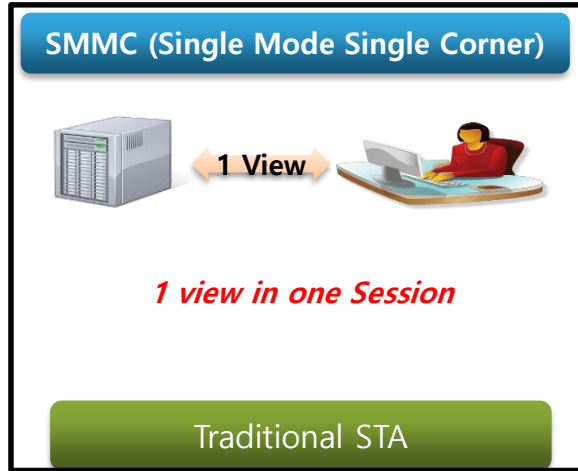 SMMC (Single Mode Single Corner)
1 View
1 view in one Session
Traditional STA